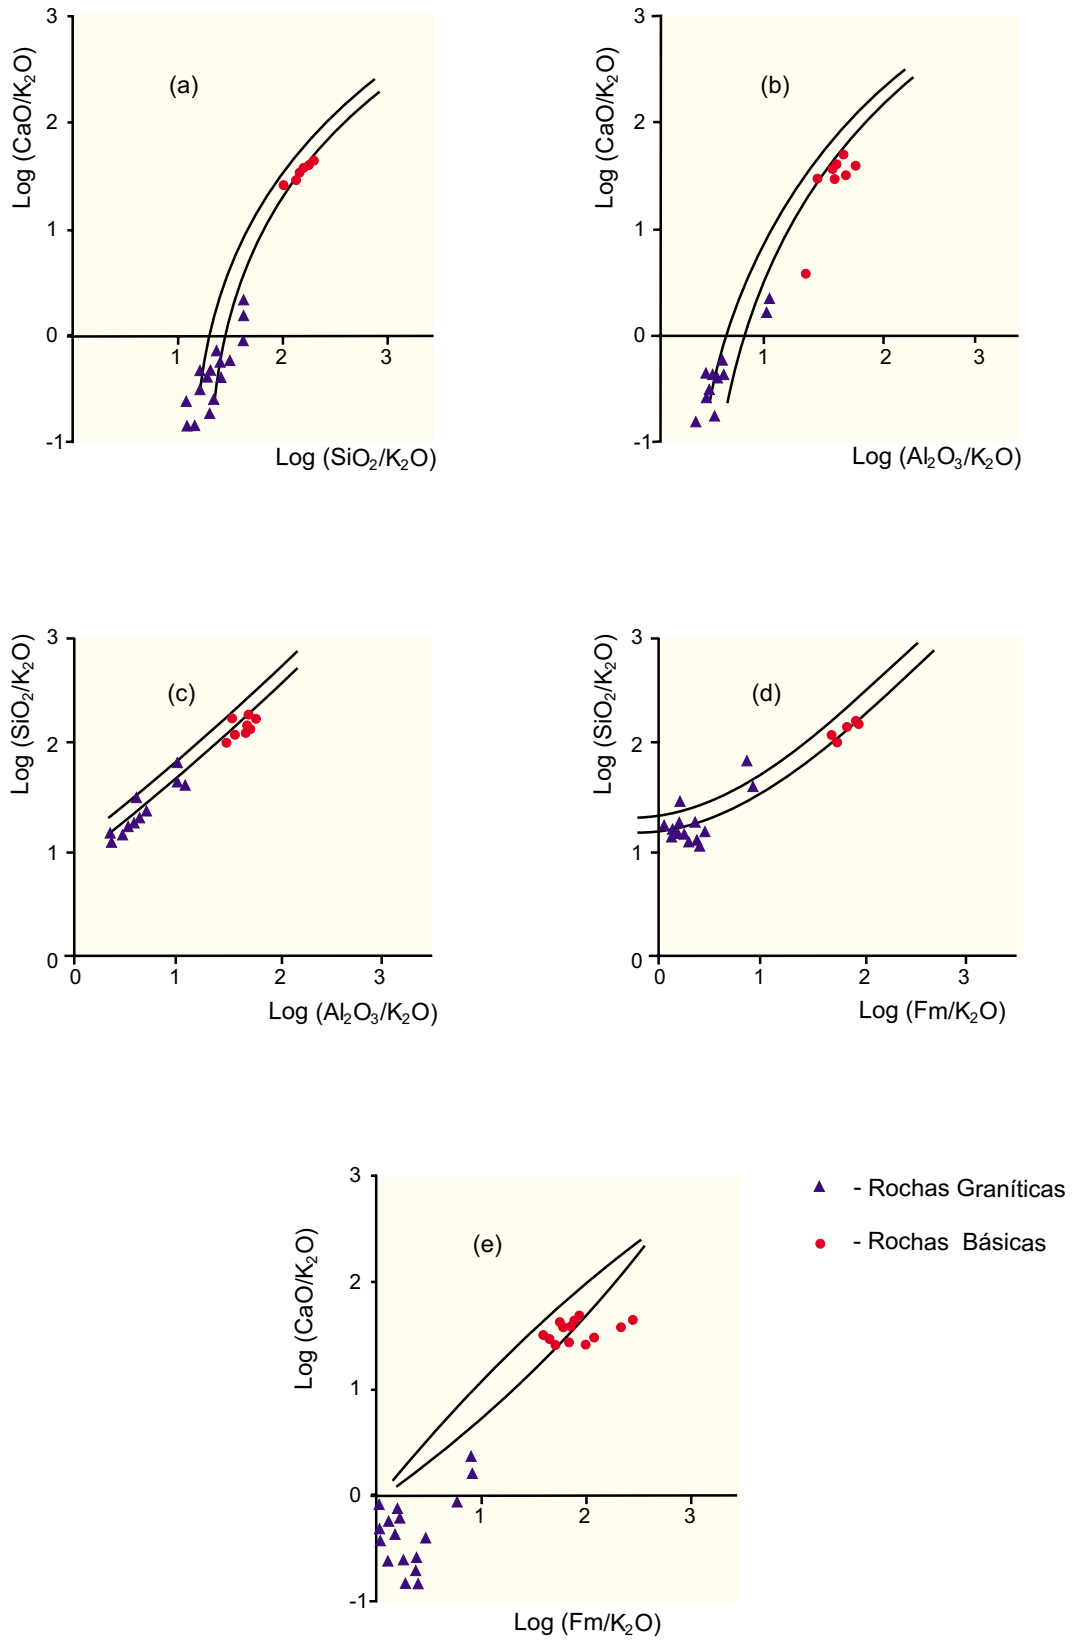 3
Log (CaO/K₂O)
(a)
2
1
0
1
2
3
-1
Log (SiO₂/K₂O)
3
Log (CaO/K₂O)
(b)
2
1
0
1
2
3
-1
Log (Al₂O₃/K₂O)
3
Log (SiO₂/K₂O)
(c)
2
1
0
0
1
2
3
Log (Al₂O₃/K₂O)
3
Log (SiO₂/K₂O)
(d)
2
1
0
0
1
2
3
Log (Fm/K₂O)
3
Log (CaO/K₂O)
(e)
2
1
0
1
2
3
-1
Log (Fm/K₂O)
- Rochas Graníticas
- Rochas Básicas